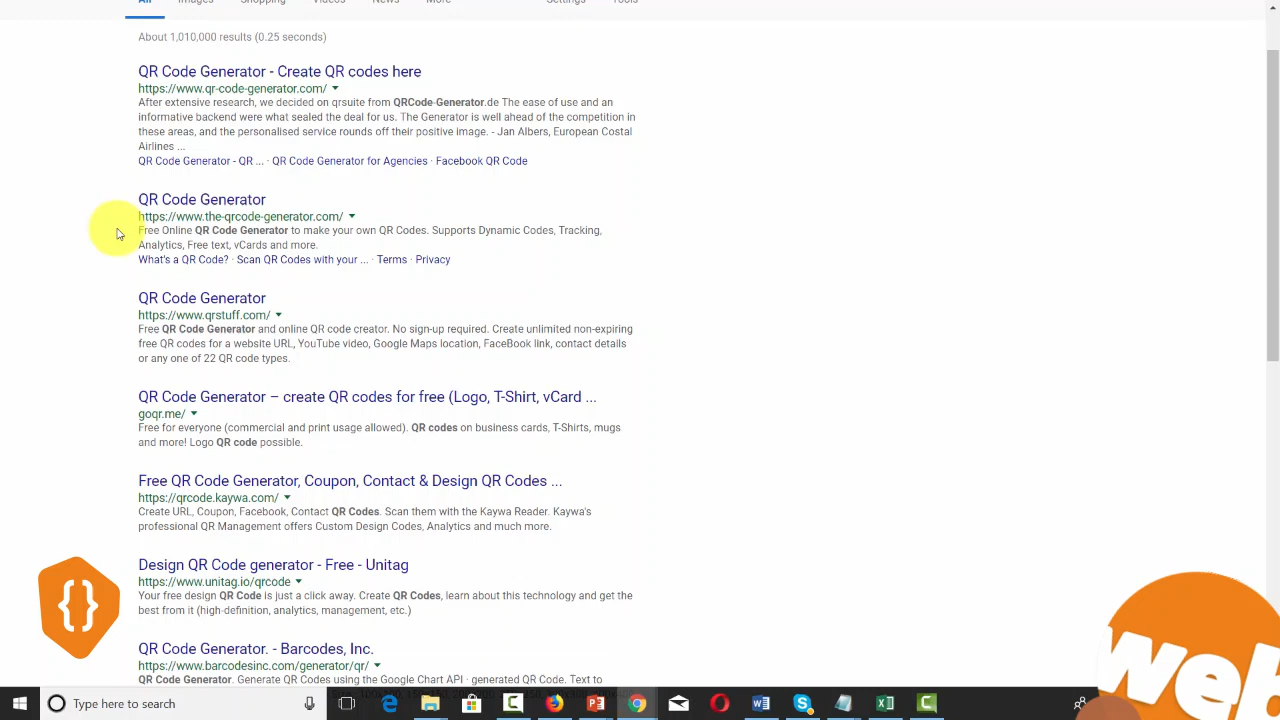 All Images Shopping Videos News More Settings Tools
About 1,010,000 results (0.25 seconds)
QR Code Generator - Create QR codes here
https://www.qr-code-generator.com/
After extensive research, we decided on qrsuite from QRCode-Generator.de The ease of use and an
informative backend were what sealed the deal for us. The Generator is well ahead of the competition in
these areas, and the personalised service rounds off their positive image. - Jan Albers, European Costal
Airlines ...
QR Code Generator - QR ... · QR Code Generator for Agencies · Facebook QR Code
QR Code Generator
https://www.the-qrcode-generator.com/
Free Online QR Code Generator to make your own QR Codes. Supports Dynamic Codes, Tracking,
Analytics, Free text, vCards and more.
What's a QR Code? · Scan QR Codes with your ... · Terms · Privacy
QR Code Generator
https://www.qrstuff.com/
Free QR Code Generator and online QR code creator. No sign-up required. Create unlimited non-expiring
free QR codes for a website URL, YouTube video, Google Maps location, FaceBook link, contact details
or any one of 22 QR code types.
QR Code Generator – create QR codes for free (Logo, T-Shirt, vCard ...
goqr.me/
Free for everyone (commercial and print usage allowed). QR codes on business cards, T-Shirts, mugs
and more! Logo QR code possible.
Free QR Code Generator, Coupon, Contact & Design QR Codes ...
https://qrcode.kaywa.com/
Create URL, Coupon, Facebook, Contact QR Codes. Scan them with the Kaywa Reader. Kaywa's
professional QR Management offers Custom Design Codes, Analytics and much more.
Design QR Code generator - Free - Unitag
https://www.unitag.io/qrcode
Your free design QR Code is just a click away. Create QR Codes, learn about this technology and get the
best from it (high-definition, analytics, management, etc.)
QR Code Generator. - Barcodes, Inc.
https://www.barcodesinc.com/generator/qr/
QR Code Generator. Generate QR Codes using the Google Chart API · generated QR Code. Text to
{}
web
Type here to search